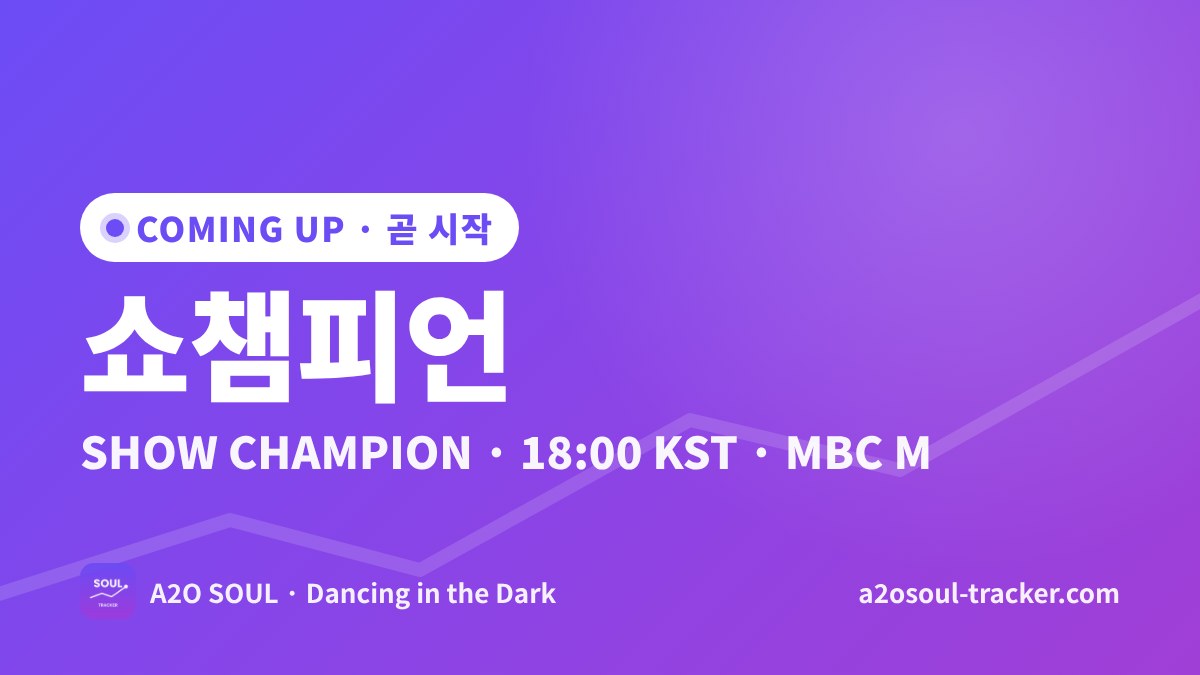 COMING UP · 곧 시작
쇼챔피언
SHOW CHAMPION · 18:00 KST · MBC M
SOUL
TRACKER
A2O SOUL · Dancing in the Dark
a2osoul-tracker.com